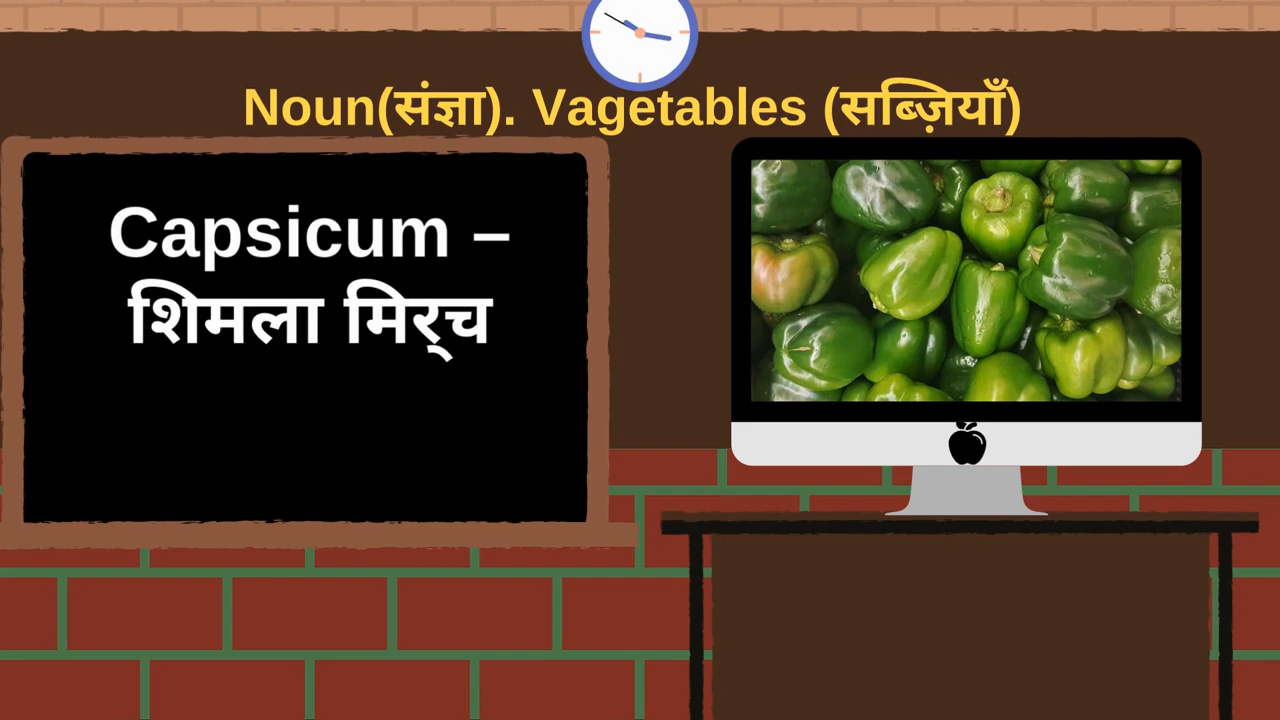 Noun(संज्ञा). Vagetables (सब्ज़ियाँ)
Capsicum –
शिमला मिर्‌च